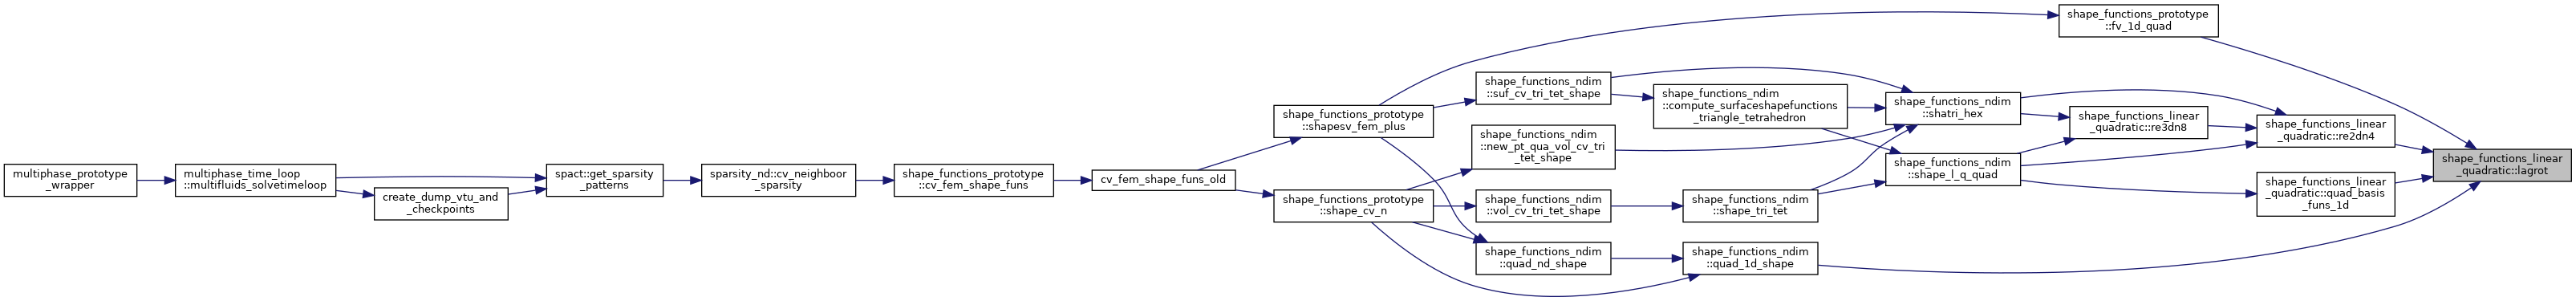 multiphase_prototype
_wrapper
multiphase_time_loop
::multifluids_solvetimeloop
create_dump_vtu_and
_checkpoints
spact::get_sparsity
_patterns
sparsity_nd::cv_neighboor
_sparsity
shape_functions_prototype
::cv_fem_shape_funs
cv_fem_shape_funs_old
shape_functions_prototype
::shapesv_fem_plus
shape_functions_prototype
::shape_cv_n
shape_functions_ndim
::suf_cv_tri_tet_shape
shape_functions_ndim
::new_pt_qua_vol_cv_tri
_tet_shape
shape_functions_ndim
::vol_cv_tri_tet_shape
shape_functions_ndim
::quad_nd_shape
shape_functions_ndim
::compute_surfaceshapefunctions
_triangle_tetrahedron
shape_functions_ndim
::shape_tri_tet
shape_functions_ndim
::quad_1d_shape
shape_functions_ndim
::shatri_hex
shape_functions_ndim
::shape_l_q_quad
shape_functions_prototype
::fv_1d_quad
shape_functions_linear
_quadratic::re3dn8
shape_functions_linear
_quadratic::re2dn4
shape_functions_linear
_quadratic::quad_basis
_funs_1d
shape_functions_linear
_quadratic::lagrot